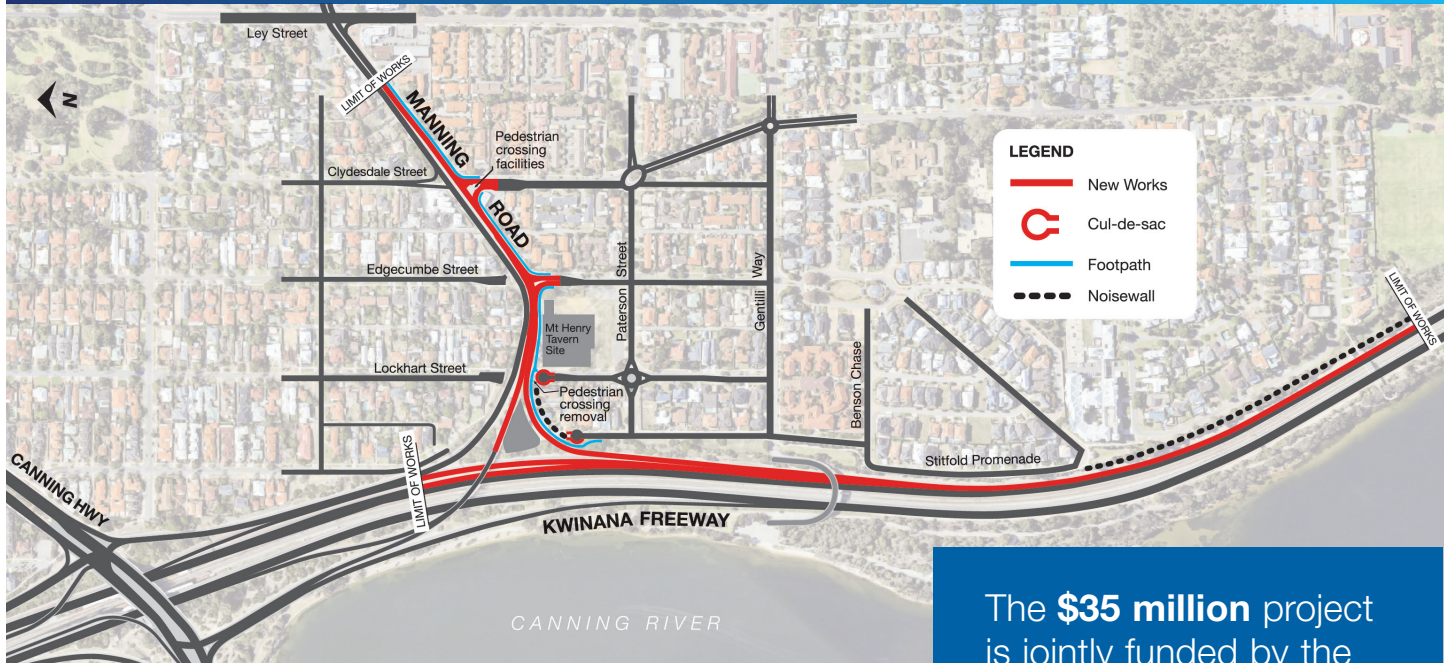 Ley Street
LIMIT OF WORKS
N
MANNING
Pedestrian
crossing
facilities
Clydesdale Street
ROAD
LEGEND
New Works
Cul-de-sac
Footpath
Noisewall
Edgecumbe Street
Paterson Street
Gentilli Way
Mt Henry
Tavern
Site
LIMIT OF WORKS
Lockhart Street
Pedestrian
crossing
removal
Benson Chase
LIMIT OF WORKS
Stitfold Promenade
CANNING HWY
KWINANA FREEWAY
CANNING RIVER
The $35 million project
is jointly funded by the